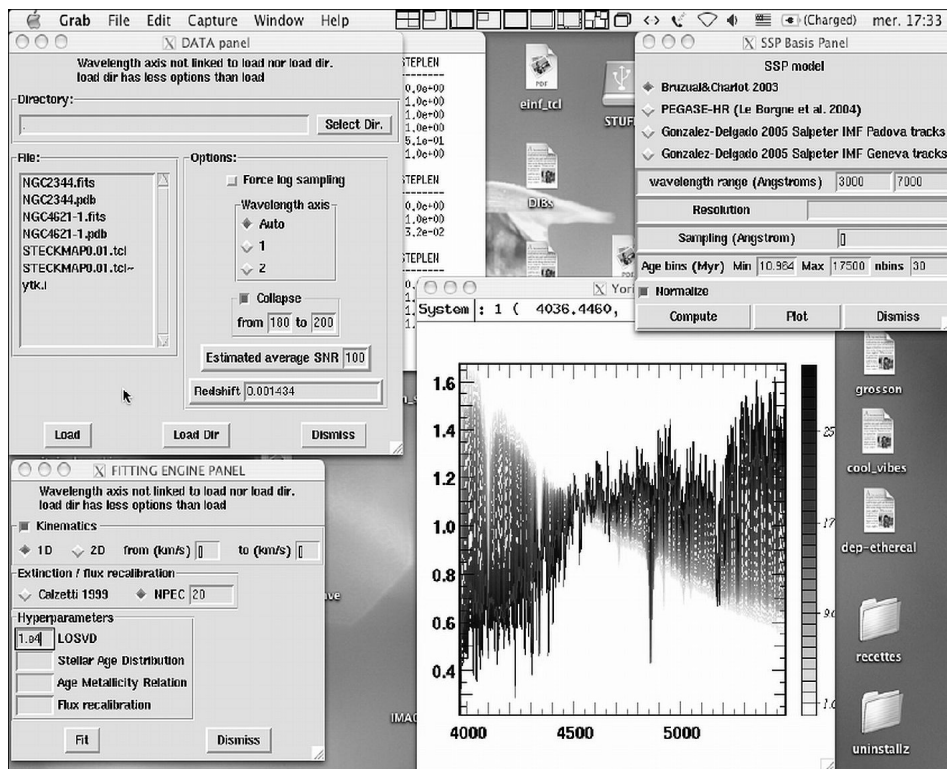 Grab File Edit Capture Window Help (Charged) mer. 17:33
X DATA panel
Wavelength axis not linked to load nor load dir.
load dir has less options than load
Directory:
. Select Dir.
File:
NGC2344.fits
NGC2344.pdb
NGC4621-1.fits
NGC4621-1.pdb
STECKMAP0.01.tcl
STECKMAP0.01.tcl~
ytk.i
Options:
Force log sampling
Wavelength axis
Auto
1
2
Collapse
from 180 to 200
Estimated average SNR 100
Redshift 0.001434
Load Load Dir Dismiss
STEPLEN
0.0e+00
1.0e+00
1.0e+00
1.0e+00
5.1e-01
1.0e+00
STEPLEN
0.0e+00
1.0e+00
3.2e-02
STEPLEN
einf_tcl
STUFF
DIBs
X SSP Basis Panel
SSP model
Bruzual&Charlot 2003
PEGASE-HR (Le Borgne et al. 2004)
Gonzalez-Delgado 2005 Salpeter IMF Padova tracks
Gonzalez-Delgado 2005 Salpeter IMF Geneva tracks
wavelength range (Angstroms) 3000 7000
Resolution
Sampling (Angstrom)
Age bins (Myr) Min 10.964 Max 17500 nbins 30
Normalize
Compute Plot Dismiss
X Yori
System : 1 ( 4036.4460,
1.6
1.4
1.2
1.0
0.8
0.6
0.4
4000 4500 5000
25
17
9.0
1.0
X FITTING ENGINE PANEL
Wavelength axis not linked to load nor load dir.
load dir has less options than load
Kinematics
1D 2D from (km/s) to (km/s)
Extinction / flux recalibration
Calzetti 1999 NPEC 20
Hyperparameters
1.e4 LOSVD
Stellar Age Distribution
Age Metallicity Relation
Flux recalibration
Fit Dismiss
grosson
cool_vibes
dep-ethereal
recettes
uninstallz